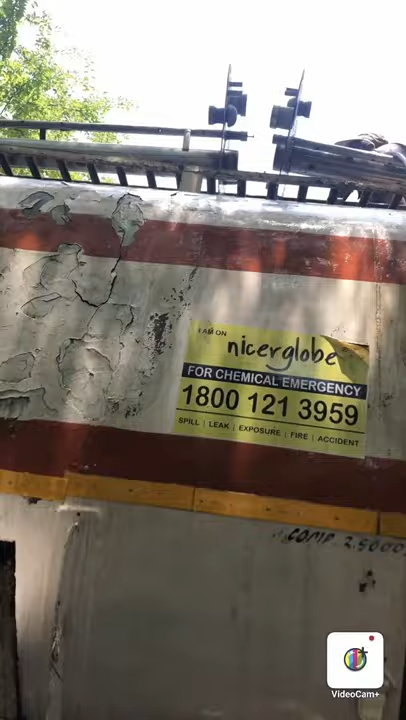 I AM ON
nicerglobe
FOR CHEMICAL EMERGENCY
1800 121 3959
SPILL | LEAK | EXPOSURE | FIRE | ACCIDENT
COMP. 2.5000
VideoCam+